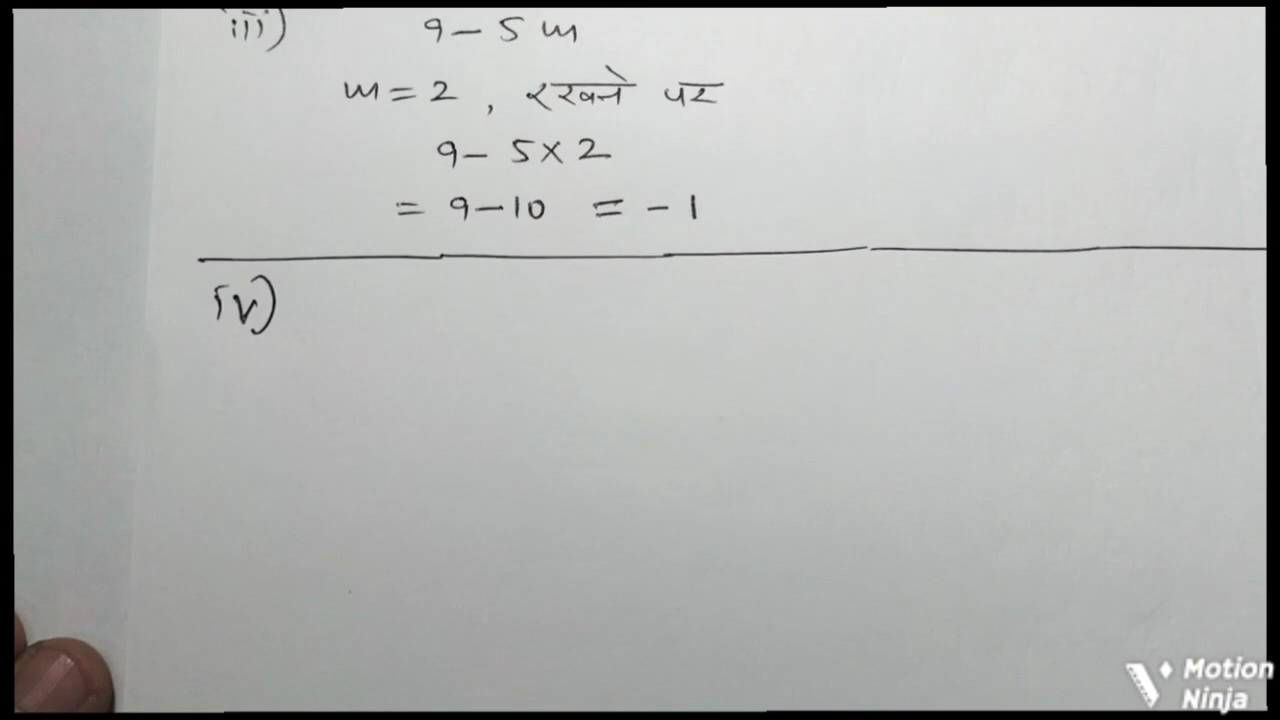 iii) 9 - 5 m
m = 2 , रखने पर
9 - 5 × 2
= 9 - 10 = - 1
iv)
Motion
Ninja